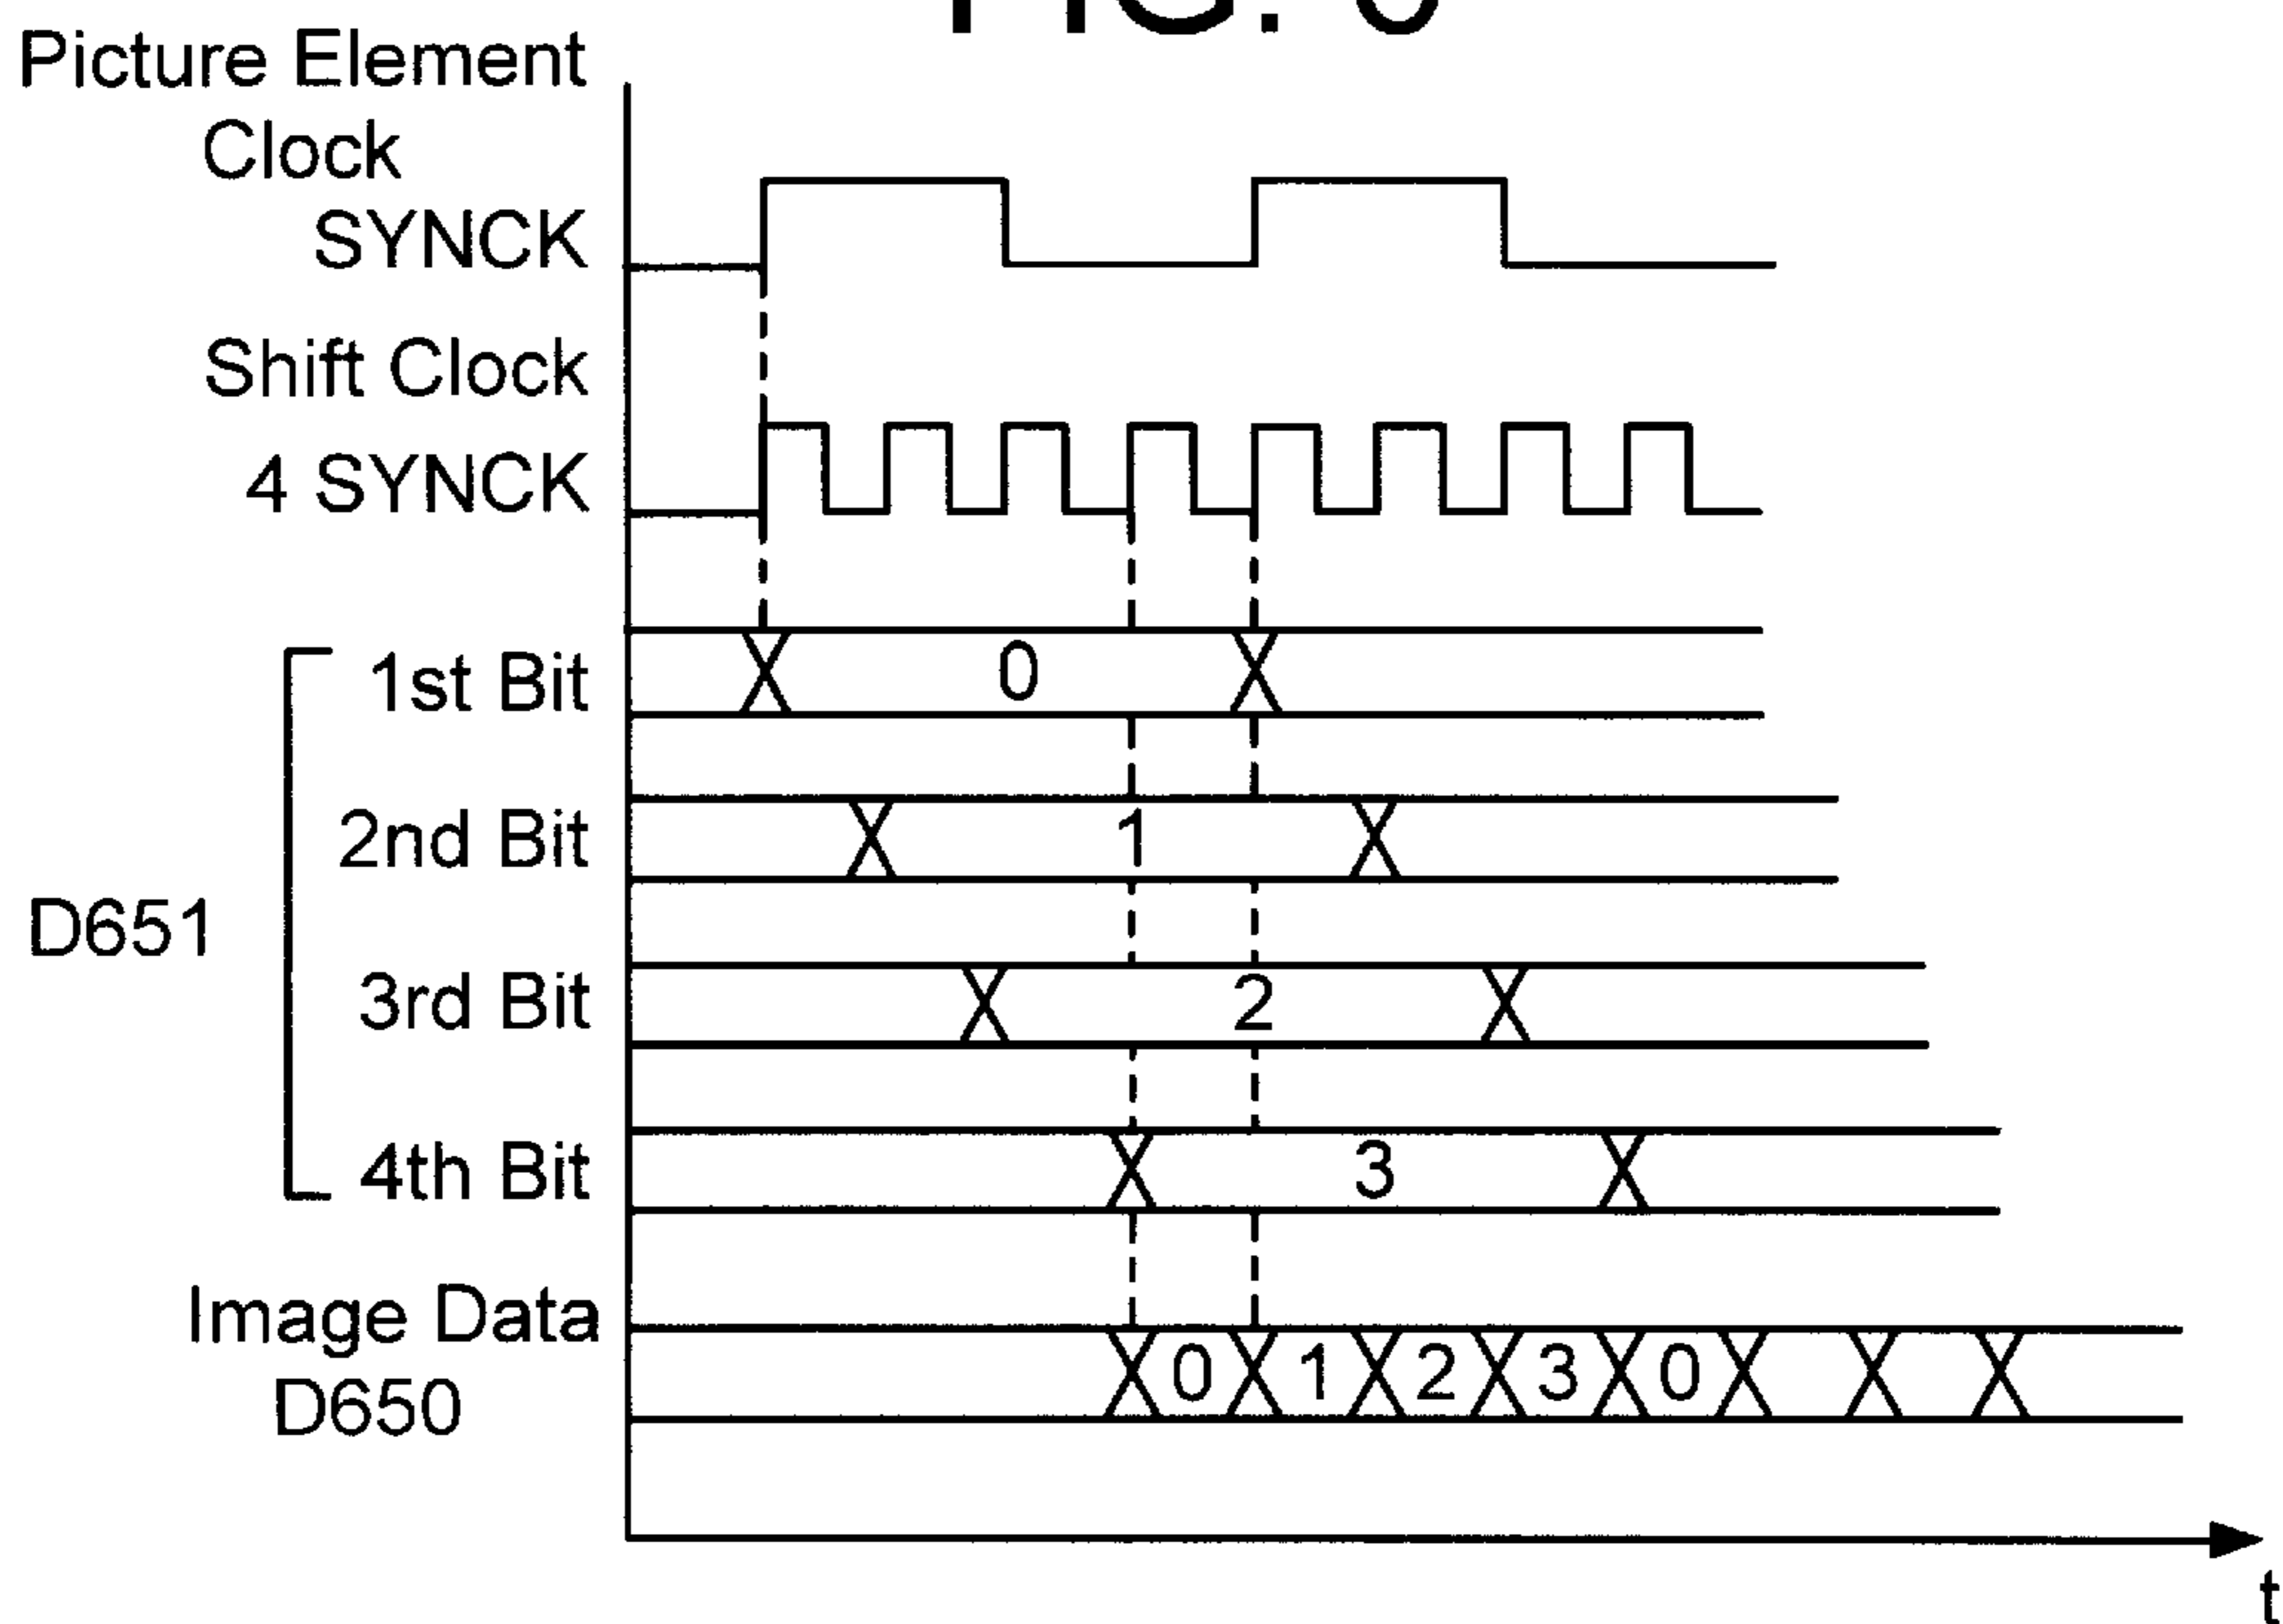 Picture Element
Clock
SYNCK
Shift Clock
4 SYNCK
1st Bit
0
2nd Bit
1
D651
3rd Bit
2
4th Bit
3
Image Data
D650
0 1 2 3 0
t